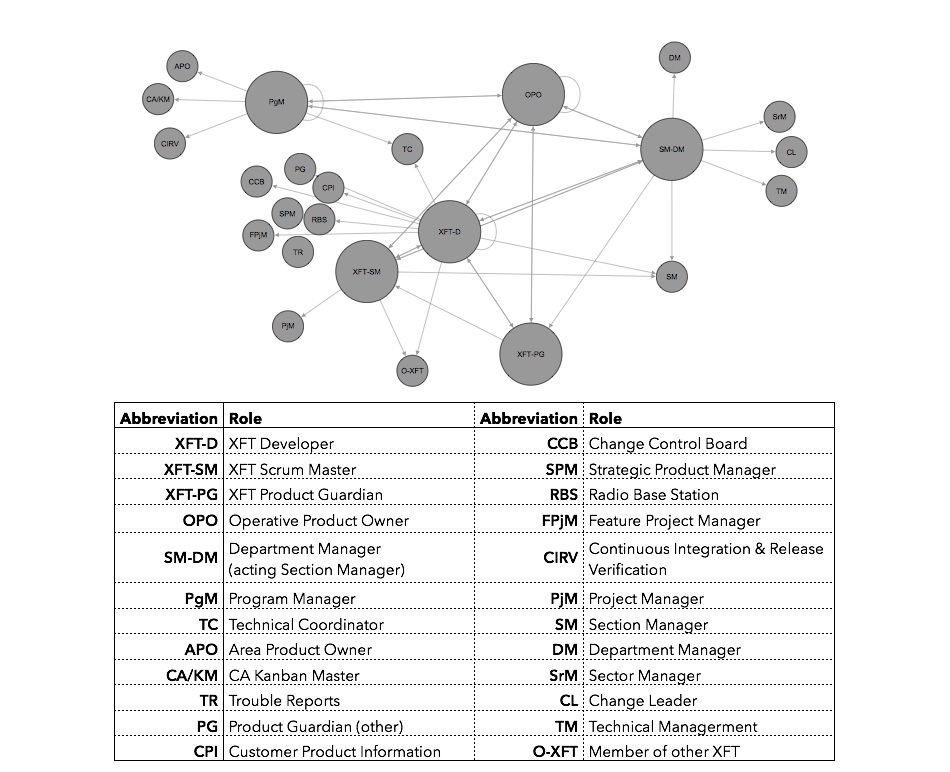 DM
APO
PgM
OPO
CA/KM
SrM
CIRV
TC
SM-DM
CL
PG
CCB
CPI
TM
SPM
RBS
FPjM
XFT-D
TR
XFT-SM
SM
PjM
XFT-PG
O-XFT
Abbreviation Role Abbreviation Role
XFT-D XFT Developer CCB Change Control Board
XFT-SM XFT Scrum Master SPM Strategic Product Manager
XFT-PG XFT Product Guardian RBS Radio Base Station
OPO Operative Product Owner FPjM Feature Project Manager
SM-DM Department Manager CIRV Continuous Integration & Release
(acting Section Manager) Verification
PgM Program Manager PjM Project Manager
TC Technical Coordinator SM Section Manager
APO Area Product Owner DM Department Manager
CA/KM CA Kanban Master SrM Sector Manager
TR Trouble Reports CL Change Leader
PG Product Guardian (other) TM Technical Managerment
CPI Customer Product Information O-XFT Member of other XFT